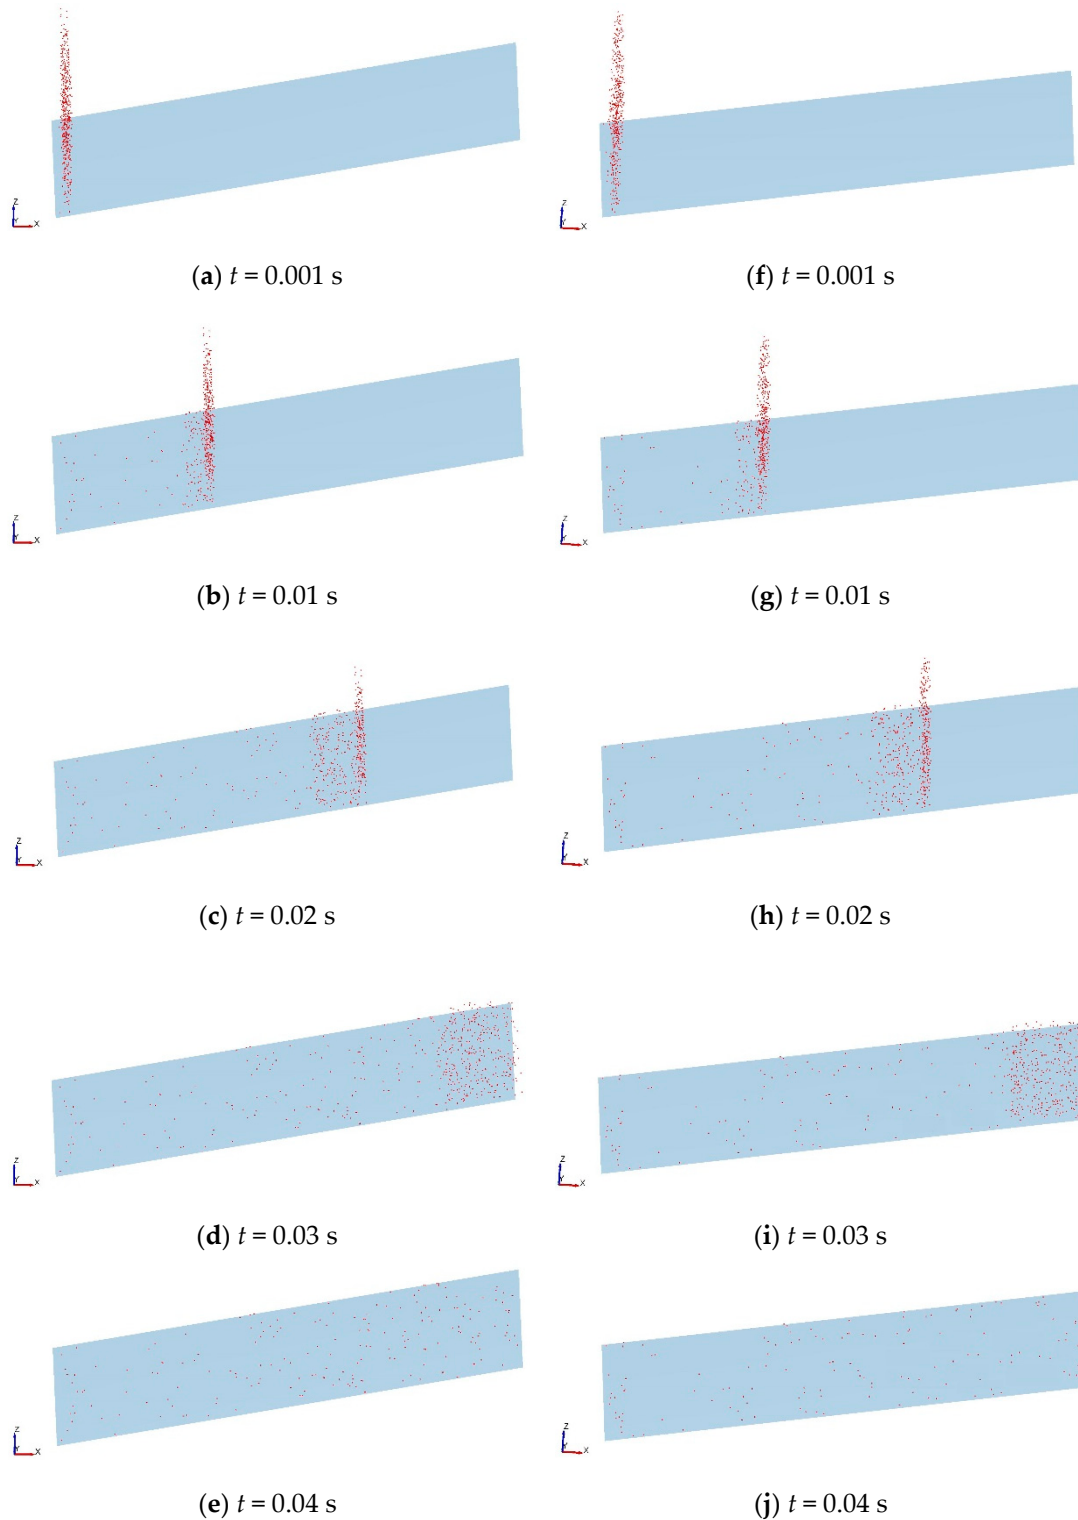 Z
Y
X
Z
Y
X
(a) t = 0.001 s
(f) t = 0.001 s
Z
Y
X
Z
Y
X
(b) t = 0.01 s
(g) t = 0.01 s
Z
Y
X
Z
Y
X
(c) t = 0.02 s
(h) t = 0.02 s
Z
Y
X
Z
Y
X
(d) t = 0.03 s
(i) t = 0.03 s
Z
Y
X
Z
Y
X
(e) t = 0.04 s
(j) t = 0.04 s